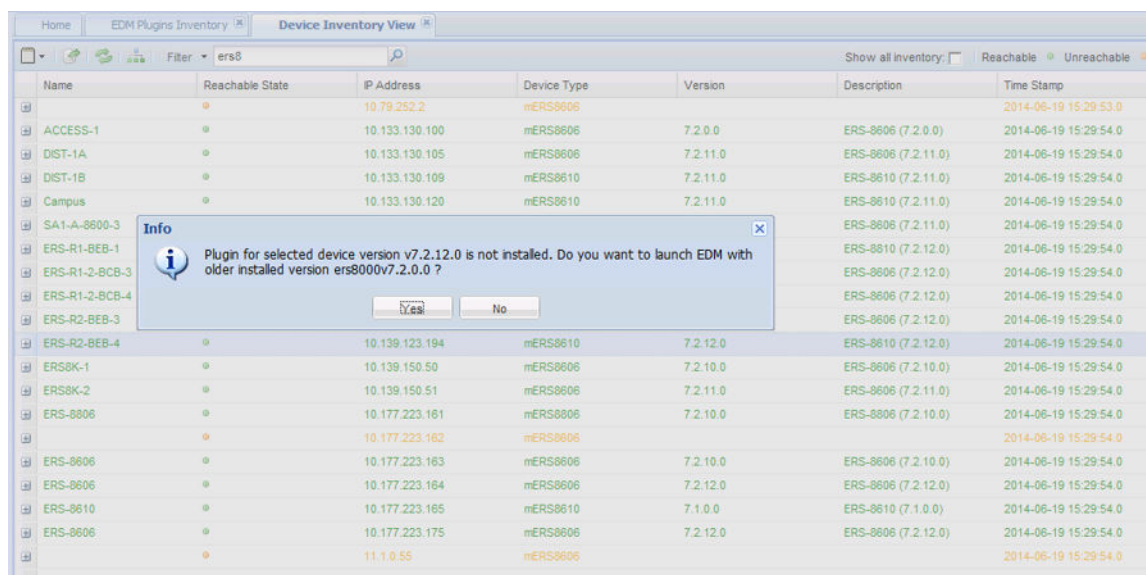 Home EDM Plugins Inventory Device Inventory View
Filter ers8 Show all inventory: Reachable Unreachable
Name Reachable State IP Address Device Type Version Description Time Stamp
10.79.252.2 mERS8606 2014-06-19 15:29:53.0
ACCESS-1 10.133.130.100 mERS8606 7.2.0.0 ERS-8606 (7.2.0.0) 2014-06-19 15:29:54.0
DIST-1A 10.133.130.105 mERS8606 7.2.11.0 ERS-8606 (7.2.11.0) 2014-06-19 15:29:54.0
DIST-1B 10.133.130.109 mERS8610 7.2.11.0 ERS-8610 (7.2.11.0) 2014-06-19 15:29:54.0
Campus 10.133.130.120 mERS8610 7.2.11.0 ERS-8610 (7.2.11.0) 2014-06-19 15:29:54.0
SA1-A-8600-3 ERS-8606 (7.2.11.0) 2014-06-19 15:29:54.0
Info
ERS-R1-BEB-1 ERS-8810 (7.2.12.0) 2014-06-19 15:29:54.0
Plugin for selected device version v7.2.12.0 is not installed. Do you want to launch EDM with
older installed version ers8000v7.2.0.0 ?
ERS-R1-2-BCB-3 ERS-8606 (7.2.12.0) 2014-06-19 15:29:54.0
ERS-R1-2-BCB-4 ERS-8606 (7.2.12.0) 2014-06-19 15:29:54.0
Yes No
ERS-R2-BEB-3 ERS-8606 (7.2.12.0) 2014-06-19 15:29:54.0
ERS-R2-BEB-4 10.139.123.194 mERS8610 7.2.12.0 ERS-8610 (7.2.12.0) 2014-06-19 15:29:54.0
ERS8K-1 10.139.150.50 mERS8606 7.2.10.0 ERS-8606 (7.2.10.0) 2014-06-19 15:29:54.0
ERS8K-2 10.139.150.51 mERS8606 7.2.11.0 ERS-8606 (7.2.11.0) 2014-06-19 15:29:54.0
ERS-8806 10.177.223.161 mERS8806 7.2.10.0 ERS-8806 (7.2.10.0) 2014-06-19 15:29:54.0
10.177.223.162 mERS8606 2014-06-19 15:29:54.0
ERS-8606 10.177.223.163 mERS8606 7.2.10.0 ERS-8606 (7.2.10.0) 2014-06-19 15:29:54.0
ERS-8606 10.177.223.164 mERS8606 7.2.12.0 ERS-8606 (7.2.12.0) 2014-06-19 15:29:54.0
ERS-8610 10.177.223.165 mERS8610 7.1.0.0 ERS-8610 (7.1.0.0) 2014-06-19 15:29:54.0
ERS-8606 10.177.223.175 mERS8606 7.2.12.0 ERS-8606 (7.2.12.0) 2014-06-19 15:29:54.0
11.1.0.55 mERS8606 2014-06-19 15:29:54.0